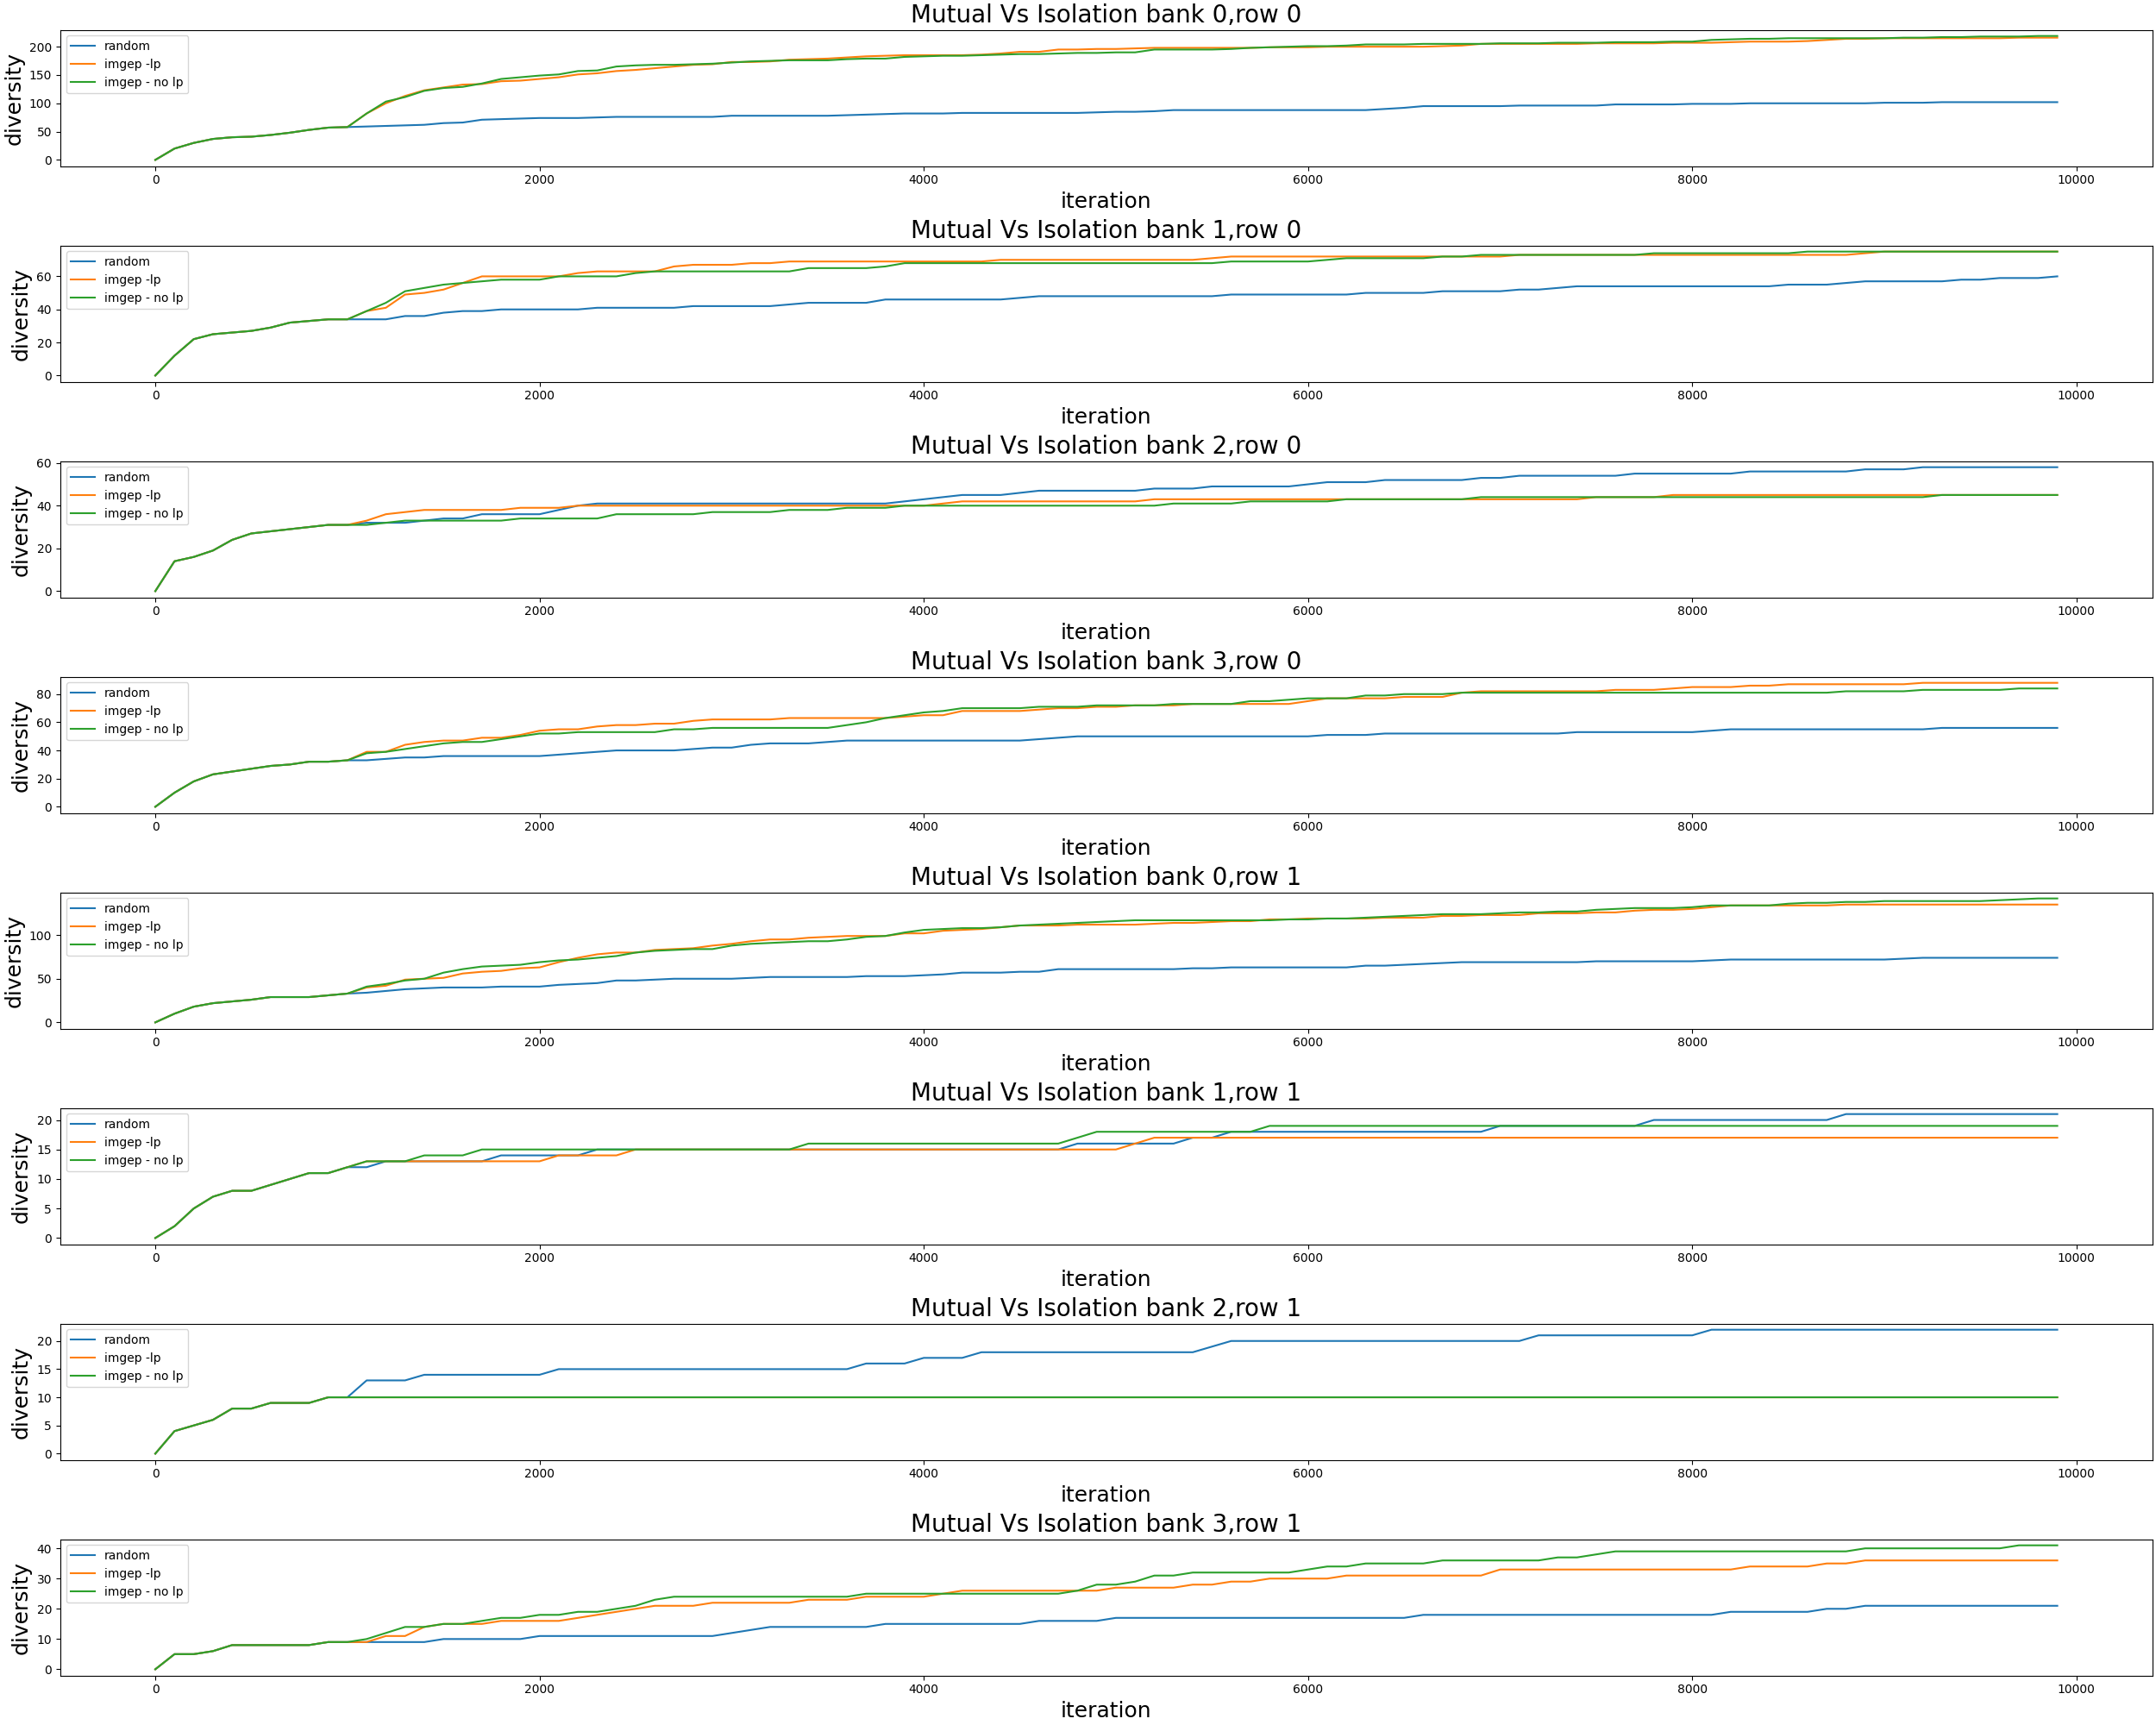 Mutual Vs Isolation bank 0,row 0
diversity
200
150
100
50
0
random
imgep -lp
imgep - no lp
0 2000 4000 6000 8000 10000
iteration
Mutual Vs Isolation bank 1,row 0
diversity
60
40
20
0
random
imgep -lp
imgep - no lp
0 2000 4000 6000 8000 10000
iteration
Mutual Vs Isolation bank 2,row 0
diversity
60
40
20
0
random
imgep -lp
imgep - no lp
0 2000 4000 6000 8000 10000
iteration
Mutual Vs Isolation bank 3,row 0
diversity
80
60
40
20
0
random
imgep -lp
imgep - no lp
0 2000 4000 6000 8000 10000
iteration
Mutual Vs Isolation bank 0,row 1
diversity
100
50
0
random
imgep -lp
imgep - no lp
0 2000 4000 6000 8000 10000
iteration
Mutual Vs Isolation bank 1,row 1
diversity
20
15
10
5
0
random
imgep -lp
imgep - no lp
0 2000 4000 6000 8000 10000
iteration
Mutual Vs Isolation bank 2,row 1
diversity
20
15
10
5
0
random
imgep -lp
imgep - no lp
0 2000 4000 6000 8000 10000
iteration
Mutual Vs Isolation bank 3,row 1
diversity
40
30
20
10
0
random
imgep -lp
imgep - no lp
0 2000 4000 6000 8000 10000
iteration